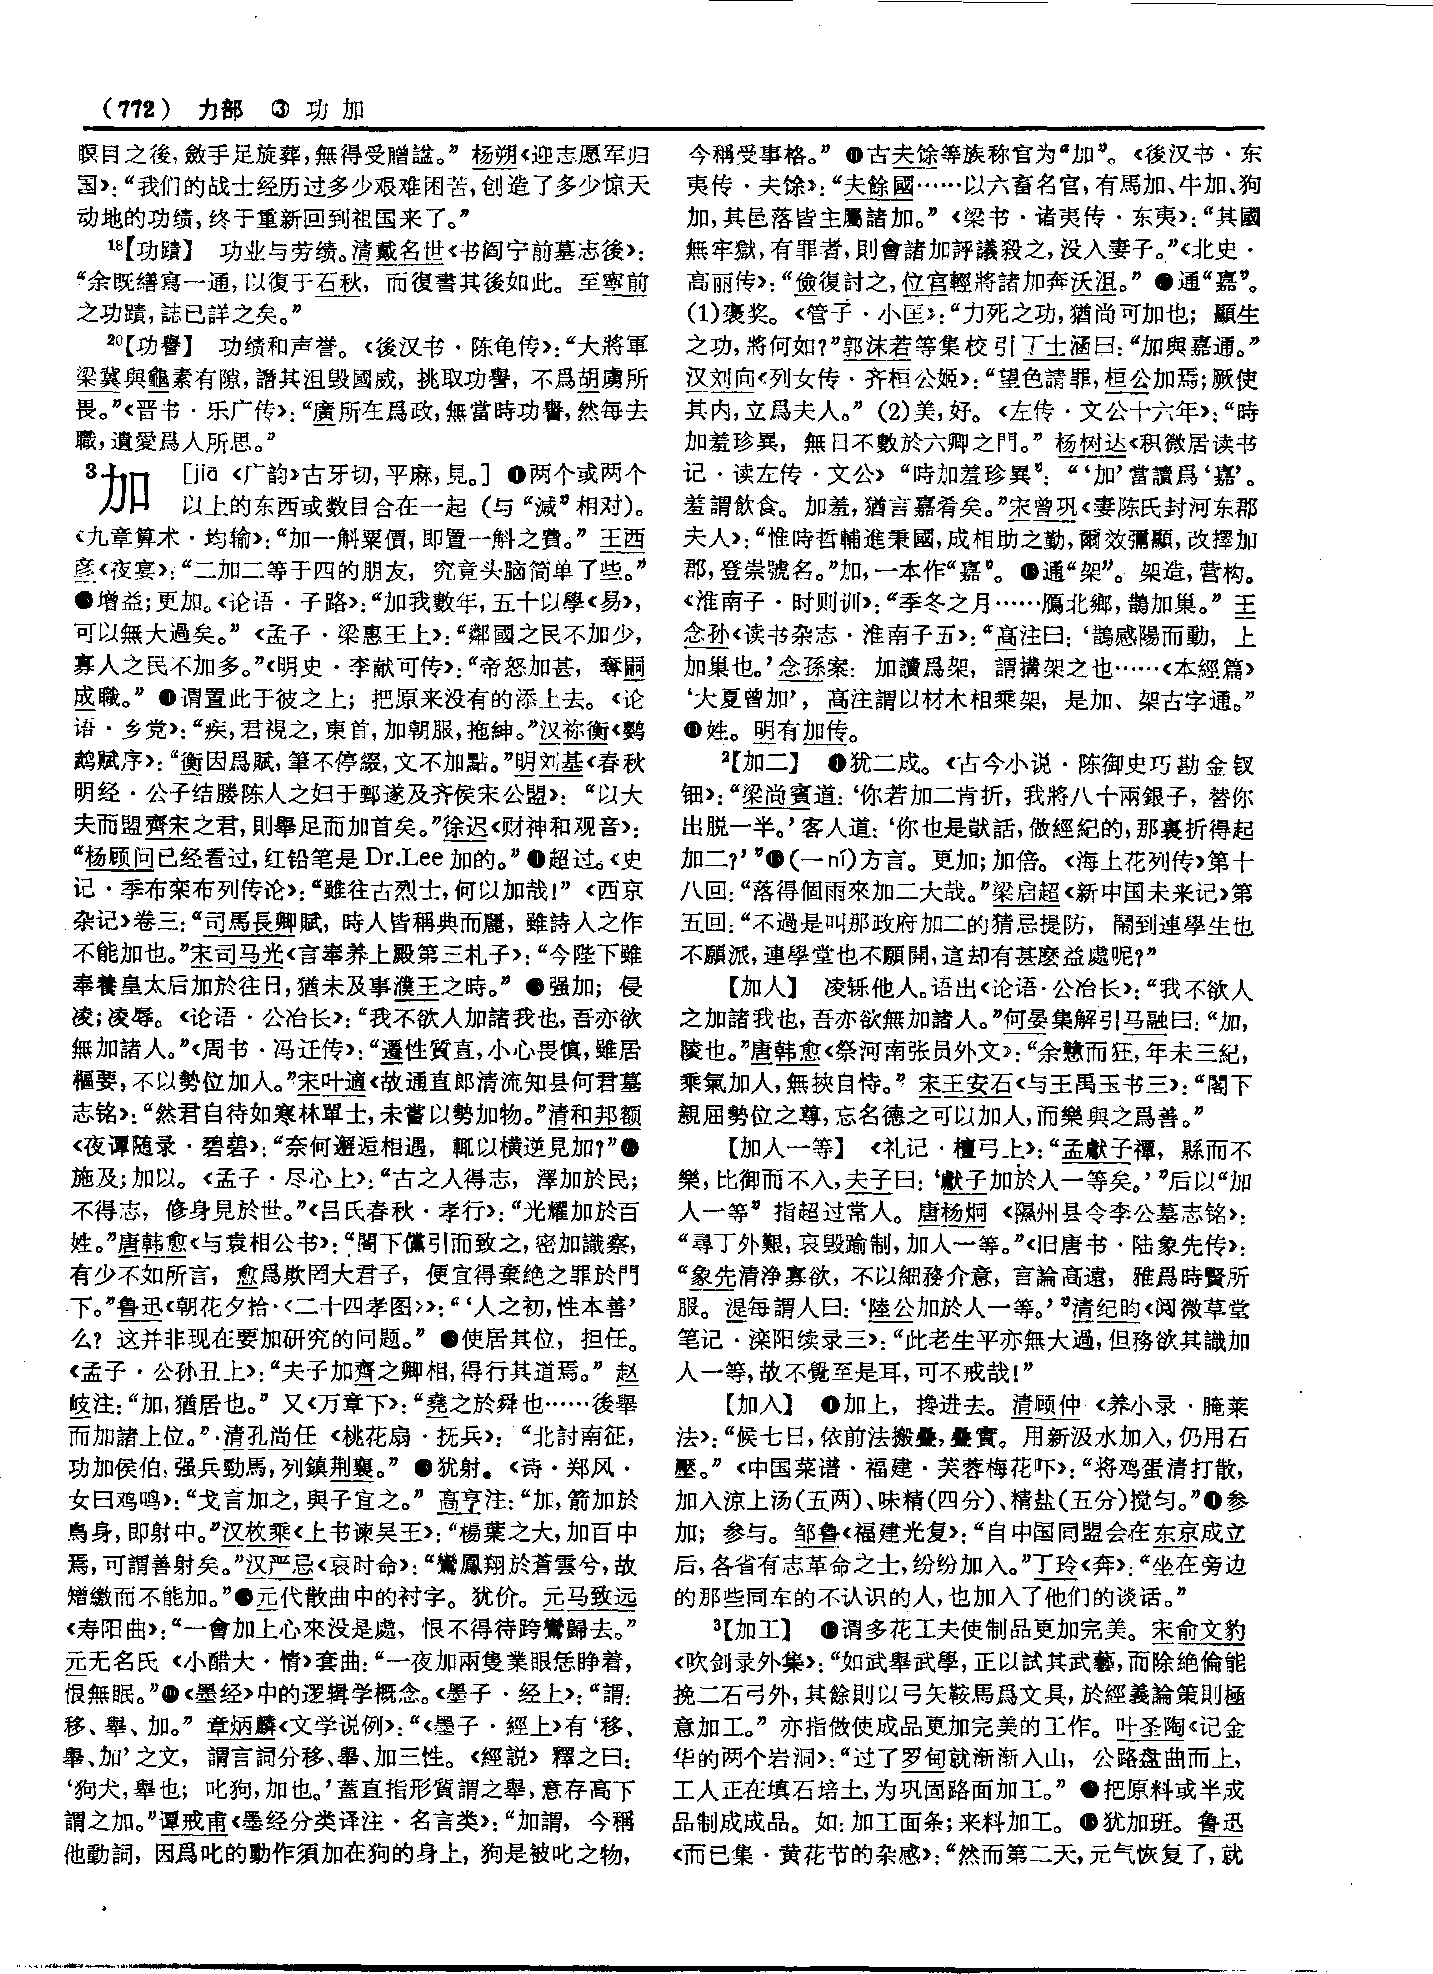 （772） 力部 ③ 功 加
瞑目之後，斂手足旋葬，無得受贈諡。” 杨朔《迎志愿军归
国》：“我们的战士经历过多少艰难困苦，创造了多少惊天
动地的功绩，终于重新回到祖国来了。”
18【功蹟】 功业与劳绩。清戴名世《书阎宁前墓志後》：
“余既缮寫一通，以復于石秋， 而復書其後如此。至寧前
之功蹟，誌已詳之矣。”
20【功譽】 功绩和声誉。《後汉书·陈龟传》：“大將軍
梁冀與龜素有隙，譖其沮毁國威， 挑取功譽， 不爲胡虜所
畏。”《晋书·乐广传》：“廣所在爲政，無當時功譽，然每去
職，遺愛爲人所思。”
3加 [jiā 《广韵》古牙切，平麻，見。] ❶两个或两个
以上的东西或数目合在一起（与“減”相对）。
《九章算术·均输》：“加一斛粟價，即置一斛之費。” 王西
彦《夜宴》：“二加二等于四的朋友， 究竟头脑简单了些。”
❷增益；更加。《论语·子路》：“加我數年，五十以學《易》，
可以無大過矣。” 《孟子·梁惠王上》：“鄰國之民不加少，
寡人之民不加多。”《明史·李献可传》：“帝怒加甚， 奪嗣
成職。” ❸谓置此于彼之上；把原来没有的添上去。《论
语·乡党》：“疾，君視之，東首，加朝服，拖紳。”汉祢衡《鹦
鹉赋序》：“衡因爲賦，筆不停綴，文不加點。”明刘基《春秋
明经·公子结媵陈人之妇于鄄遂及齐侯宋公盟》： “以大
夫而盟齊宋之君，則舉足而加首矣。”徐迟《财神和观音》：
“杨顾问已经看过，红铅笔是Dr.Lee加的。”❹超过。《史
记·季布栾布列传论》：“雖往古烈士，何以加哉！” 《西京
杂记》卷三：“司馬長卿賦， 時人皆稱典而麗， 雖詩人之作
不能加也。”宋司马光《言奉养上殿第三札子》：“今陛下雖
奉養皇太后加於往日，猶未及事濮王之時。” ❺强加；侵
凌；凌辱。《论语·公冶长》：“我不欲人加諸我也，吾亦欲
無加諸人。”《周书·冯迁传》：“遷性質直，小心畏慎，雖居
樞要，不以勢位加人。”宋叶適《故通直郎清流知县何君墓
志铭》：“然君自待如寒林單士，未嘗以勢加物。”清和邦额
《夜谭随录·碧碧》：“奈何邂逅相遇， 輒以横逆見加？”❻
施及；加以。《孟子·尽心上》：“古之人得志， 澤加於民；
不得志， 修身見於世。”《吕氏春秋·孝行》：“光耀加於百
姓。”唐韩愈《与袁相公书》：“閣下儻引而致之，密加識察，
有少不如所言， 愈爲欺罔大君子， 便宜得棄绝之罪於門
下。”鲁迅《朝花夕拾·〈二十四孝图〉》：“‘人之初，性本善’
么？这并非现在要加研究的问题。” ❼使居其位， 担任。
《孟子·公孙丑上》：“夫子加齊之卿相，得行其道焉。” 赵
岐注：“加，猶居也。” 又《万章下》：“堯之於舜也……後舉
而加諸上位。”清孔尚任 《桃花扇·抚兵》： “北討南征，
功加侯伯，强兵勁馬，列鎮荆襄。” ❽犹射。《诗·郑风·
女曰鸡鸣》：“戈言加之，與子宜之。” 高亨注：“加，箭加於
鳥身，即射中。”汉枚乘《上书谏吴王》：“楊葉之大，加百中
焉，可謂善射矣。”汉严忌《哀时命》：“鸞鳳翔於蒼雲兮，故
矰繳而不能加。”❾元代散曲中的衬字。犹价。元马致远
《寿阳曲》：“一會加上心來没是處， 恨不得待跨鸞歸去。”
元无名氏 《小醋大·情》套曲：“一夜加兩隻業眼恁睁着，
恨無眠。”❿《墨经》中的逻辑学概念。《墨子·经上》：“謂：
移、舉、加。” 章炳麟《文学说例》：“《墨子·經上》有‘移、
舉、加’之文， 謂言詞分移、舉、加三性。《經説》釋之曰：
‘狗犬，舉也；叱狗，加也。’蓋直指形質謂之舉，意存高下
謂之加。”谭戒甫《墨经分类译注·名言类》：“加謂， 今稱
他動詞， 因爲叱的動作須加在狗的身上，狗是被叱之物，
今稱受事格。” ⓫古夫馀等族称官为“加”。《後汉书·东
夷传·夫馀》：“夫餘國……以六畜名官，有馬加、牛加、狗
加，其邑落皆主屬諸加。” 《梁书·诸夷传·东夷》：“其國
無牢獄，有罪者，則會諸加評議殺之，没入妻子。”《北史·
高丽传》：“儉復討之，位宫輕將諸加奔沃沮。” ⓬通“嘉”。
(1)褒奖。《管子·小匡》：“力死之功，猶尚可加也； 顯生
之功，將何如？”郭沫若等集校引丁士涵曰：“加與嘉通。”
汉刘向《列女传·齐桓公姬》：“望色請罪，桓公加焉；厥使
其内，立爲夫人。” (2)美，好。《左传·文公十六年》：“時
加羞珍異， 無日不數於六卿之門。” 杨树达《积微居读书
记·读左传·文公》 “時加羞珍異”： “‘加’當讀爲‘嘉’。
羞謂飲食。加羞，猶言嘉肴矣。”宋曾巩《妻陈氏封河东郡
夫人》：“惟時哲輔進秉國，成相助之勤，爾效彌顯，改擇加
郡，登崇號名。”加，一本作“嘉”。⓭通“架”。架造，营构。
《淮南子·时则训》：“季冬之月……鴈北鄉，鵲加巢。” 王
念孙《读书杂志·淮南子五》：“高注曰：‘鵲感陽而動， 上
加巢也。’念孫案： 加讀爲架， 謂搆架之也……《本經篇》
‘大夏曾加’， 高注謂以材木相乘架， 是加、架古字通。”
⓮姓。明有加传。
2【加二】 ❶犹二成。《古今小说·陈御史巧勘金钗
钿》：“梁尚賓道：‘你若加二肯折， 我將八十兩銀子， 替你
出脱一半。’客人道：‘你也是獃話，做經紀的，那裏折得起
加二？’”❷(—nǐ)方言。更加；加倍。《海上花列传》第十
八回：“落得個雨來加二大哉。”梁启超《新中国未来记》第
五回：“不過是叫那政府加二的猜忌提防， 鬧到連學生也
不願派，連學堂也不願開，這却有甚麽益處呢？”
【加人】 凌轹他人。语出《论语·公冶长》：“我不欲人
之加諸我也，吾亦欲無加諸人。”何晏集解引马融曰：“加，
陵也。”唐韩愈《祭河南张员外文》：“余戇而狂，年未三紀，
乘氣加人，無挾自恃。” 宋王安石《与王禹玉书三》：“閣下
親屈勢位之尊，忘名德之可以加人，而樂與之爲善。”
【加人一等】 《礼记·檀弓上》：“孟獻子禫， 縣而不
樂，比御而不入，夫子曰：‘獻子加於人一等矣。’”后以“加
人一等” 指超过常人。唐杨炯 《隰州县令李公墓志铭》：
“尋丁外艱，哀毁踰制，加人一等。”《旧唐书·陆象先传》：
“象先清浄寡欲， 不以細務介意， 言論高遠， 雅爲時賢所
服。湜每謂人曰：‘陸公加於人一等。’”清纪昀《阅微草堂
笔记·滦阳续录三》：“此老生平亦無大過，但務欲其識加
人一等，故不覺至是耳，可不戒哉！”
【加入】 ❶加上， 搀进去。清顾仲 《养小录·腌菜
法》：“候七日，依前法搬疊，疊實。用新汲水加入，仍用石
壓。” 《中国菜谱·福建·芙蓉梅花吓》：“将鸡蛋清打散，
加入凉上汤(五两)、味精(四分)、精盐(五分)搅匀。”❷参
加； 参与。邹鲁《福建光复》：“自中国同盟会在东京成立
后，各省有志革命之士，纷纷加入。”丁玲《奔》：“坐在旁边
的那些同车的不认识的人，也加入了他们的谈话。”
3【加工】 ❶谓多花工夫使制品更加完美。宋俞文豹
《吹剑录外集》：“如武舉武學，正以試其武藝，而除绝倫能
挽二石弓外，其餘則以弓矢鞍馬爲文具，於經義論策則極
意加工。” 亦指做使成品更加完美的工作。叶圣陶《记金
华的两个岩洞》：“过了罗甸就渐渐入山， 公路盘曲而上，
工人正在填石培土，为巩固路面加工。” ❷把原料或半成
品制成成品。如：加工面条；来料加工。❸犹加班。鲁迅
《而已集·黄花节的杂感》：“然而第二天，元气恢复了，就